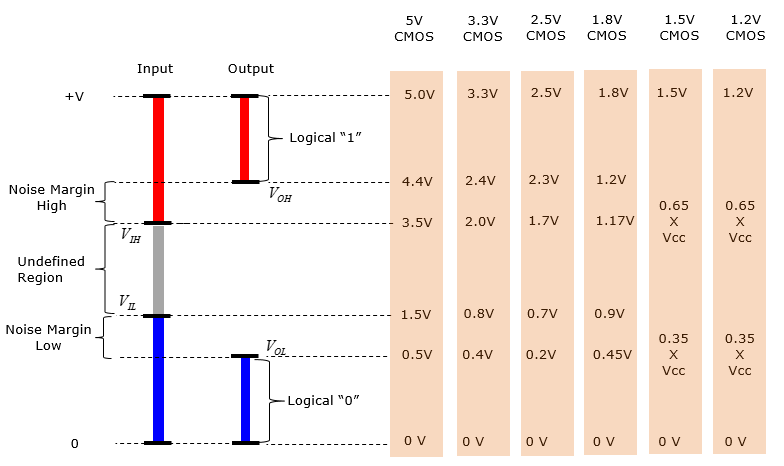 5V 3.3V 2.5V 1.8V 1.5V 1.2V
CMOS CMOS CMOS CMOS CMOS CMOS
Input Output
+V 5.0V 3.3V 2.5V 1.8V 1.5V 1.2V
Logical “1”
4.4V 2.4V 2.3V 1.2V
Noise Margin
High
VOH
3.5V 2.0V 1.7V 1.17V
0.65 0.65
X X
Vcc Vcc
VIH
Undefined
Region
VIL
1.5V 0.8V 0.7V 0.9V
Noise Margin
Low
VOL
0.5V 0.4V 0.2V 0.45V
0.35 0.35
X X
Vcc Vcc
Logical “0”
0 0 V 0 V 0 V 0 V 0 V 0 V